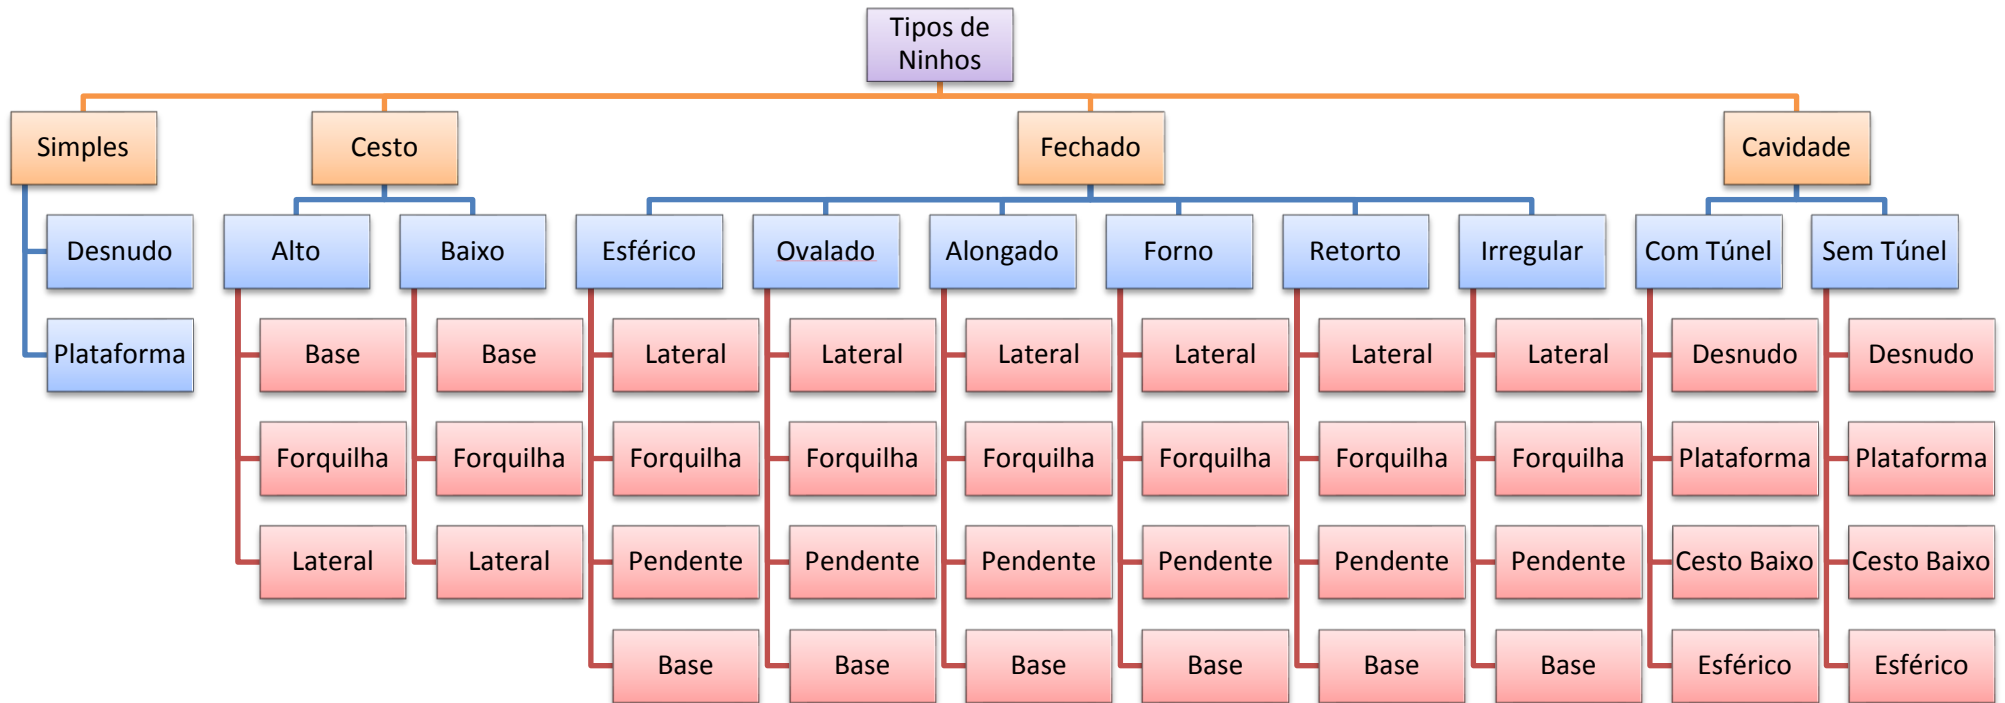 Tipos de
Ninhos
Simples
Cesto
Fechado
Cavidade
Desnudo
Alto
Baixo
Esférico
Ovalado
Alongado
Forno
Retorto
Irregular
Com Túnel
Sem Túnel
Plataforma
Base
Base
Lateral
Lateral
Lateral
Lateral
Lateral
Lateral
Desnudo
Desnudo
Forquilha
Forquilha
Forquilha
Forquilha
Forquilha
Forquilha
Forquilha
Forquilha
Plataforma
Plataforma
Lateral
Lateral
Pendente
Pendente
Pendente
Pendente
Pendente
Pendente
Cesto Baixo
Cesto Baixo
Base
Base
Base
Base
Base
Base
Esférico
Esférico